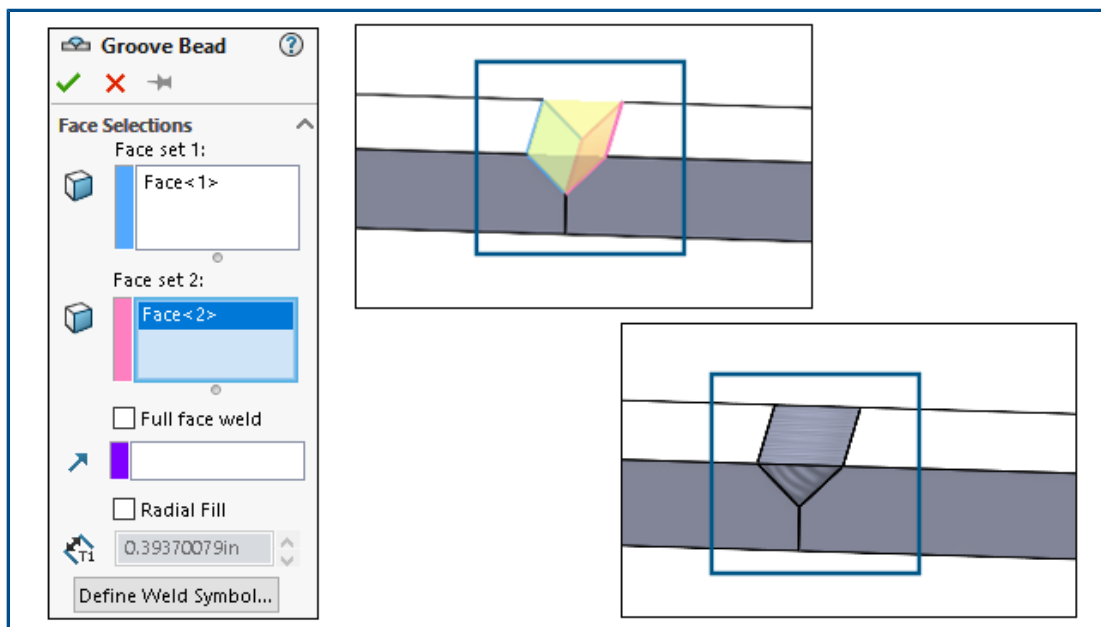 Groove Bead
Face Selections
Face set 1:
Face<1>
Face set 2:
Face<2>
Full face weld
Radial Fill
T1
0.39370079in
Define Weld Symbol...